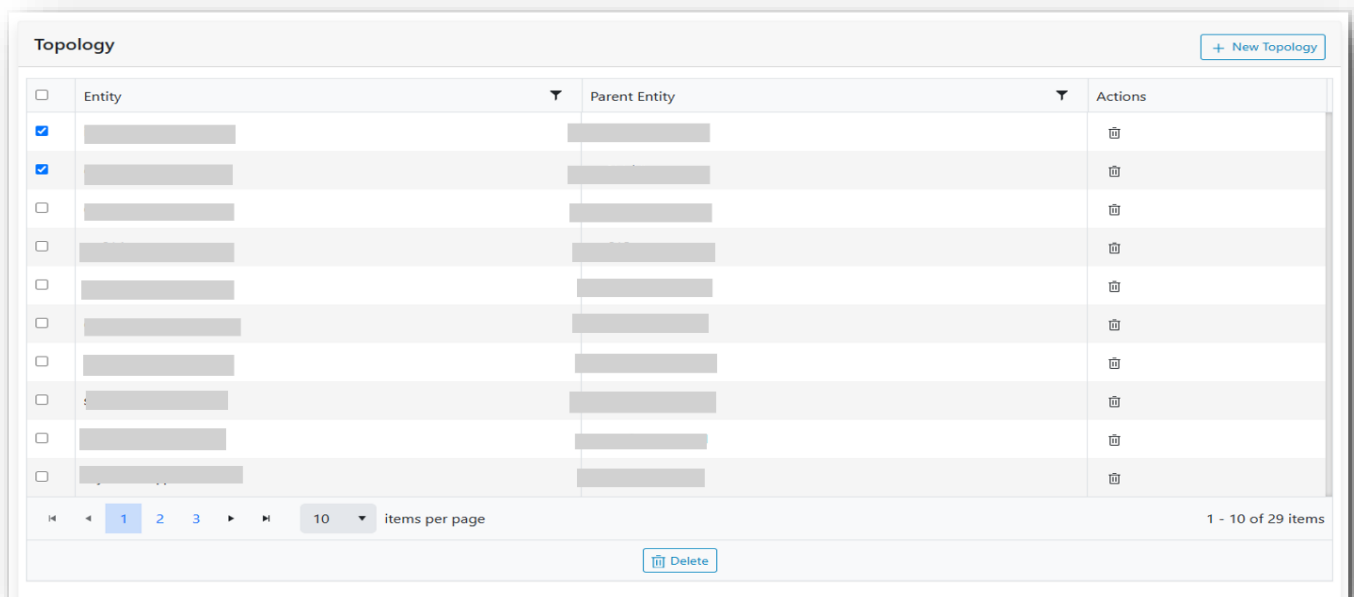 Topology
+ New Topology
Entity Parent Entity Actions
1 2 3 10 items per page 1 - 10 of 29 items
Delete